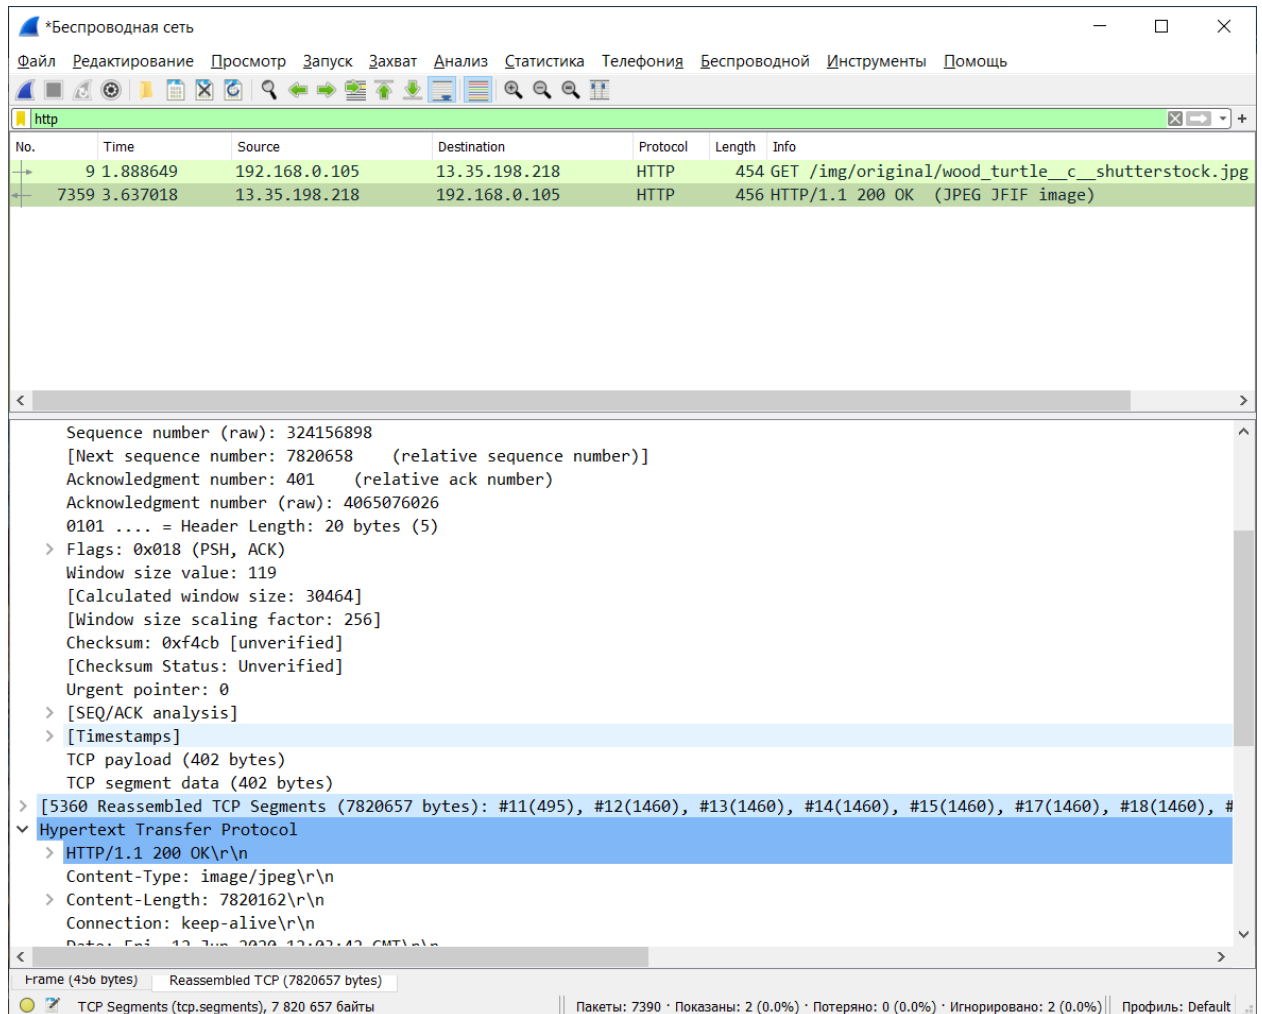 *Беспроводная сеть
Файл Редактирование Просмотр Запуск Захват Анализ Статистика Телефония Беспроводной Инструменты Помощь
http
No. Time Source Destination Protocol Length Info
9 1.888649 192.168.0.105 13.35.198.218 HTTP 454 GET /img/original/wood_turtle__c__shutterstock.jpg
7359 3.637018 13.35.198.218 192.168.0.105 HTTP 456 HTTP/1.1 200 OK (JPEG JFIF image)
Sequence number (raw): 324156898
[Next sequence number: 7820658 (relative sequence number)]
Acknowledgment number: 401 (relative ack number)
Acknowledgment number (raw): 4065076026
0101 .... = Header Length: 20 bytes (5)
Flags: 0x018 (PSH, ACK)
Window size value: 119
[Calculated window size: 30464]
[Window size scaling factor: 256]
Checksum: 0xf4cb [unverified]
[Checksum Status: Unverified]
Urgent pointer: 0
[SEQ/ACK analysis]
[Timestamps]
TCP payload (402 bytes)
TCP segment data (402 bytes)
[5360 Reassembled TCP Segments (7820657 bytes): #11(495), #12(1460), #13(1460), #14(1460), #15(1460), #17(1460), #18(1460), #
Hypertext Transfer Protocol
HTTP/1.1 200 OK\r\n
Content-Type: image/jpeg\r\n
Content-Length: 7820162\r\n
Connection: keep-alive\r\n
Date: Fri, 12 Jun 2020 12:03:42 GMT\r\n
Frame (456 bytes) Reassembled TCP (7820657 bytes)
TCP Segments (tcp.segments), 7 820 657 байты Пакеты: 7390 · Показаны: 2 (0.0%) · Потеряно: 0 (0.0%) · Игнорировано: 2 (0.0%) Профиль: Default